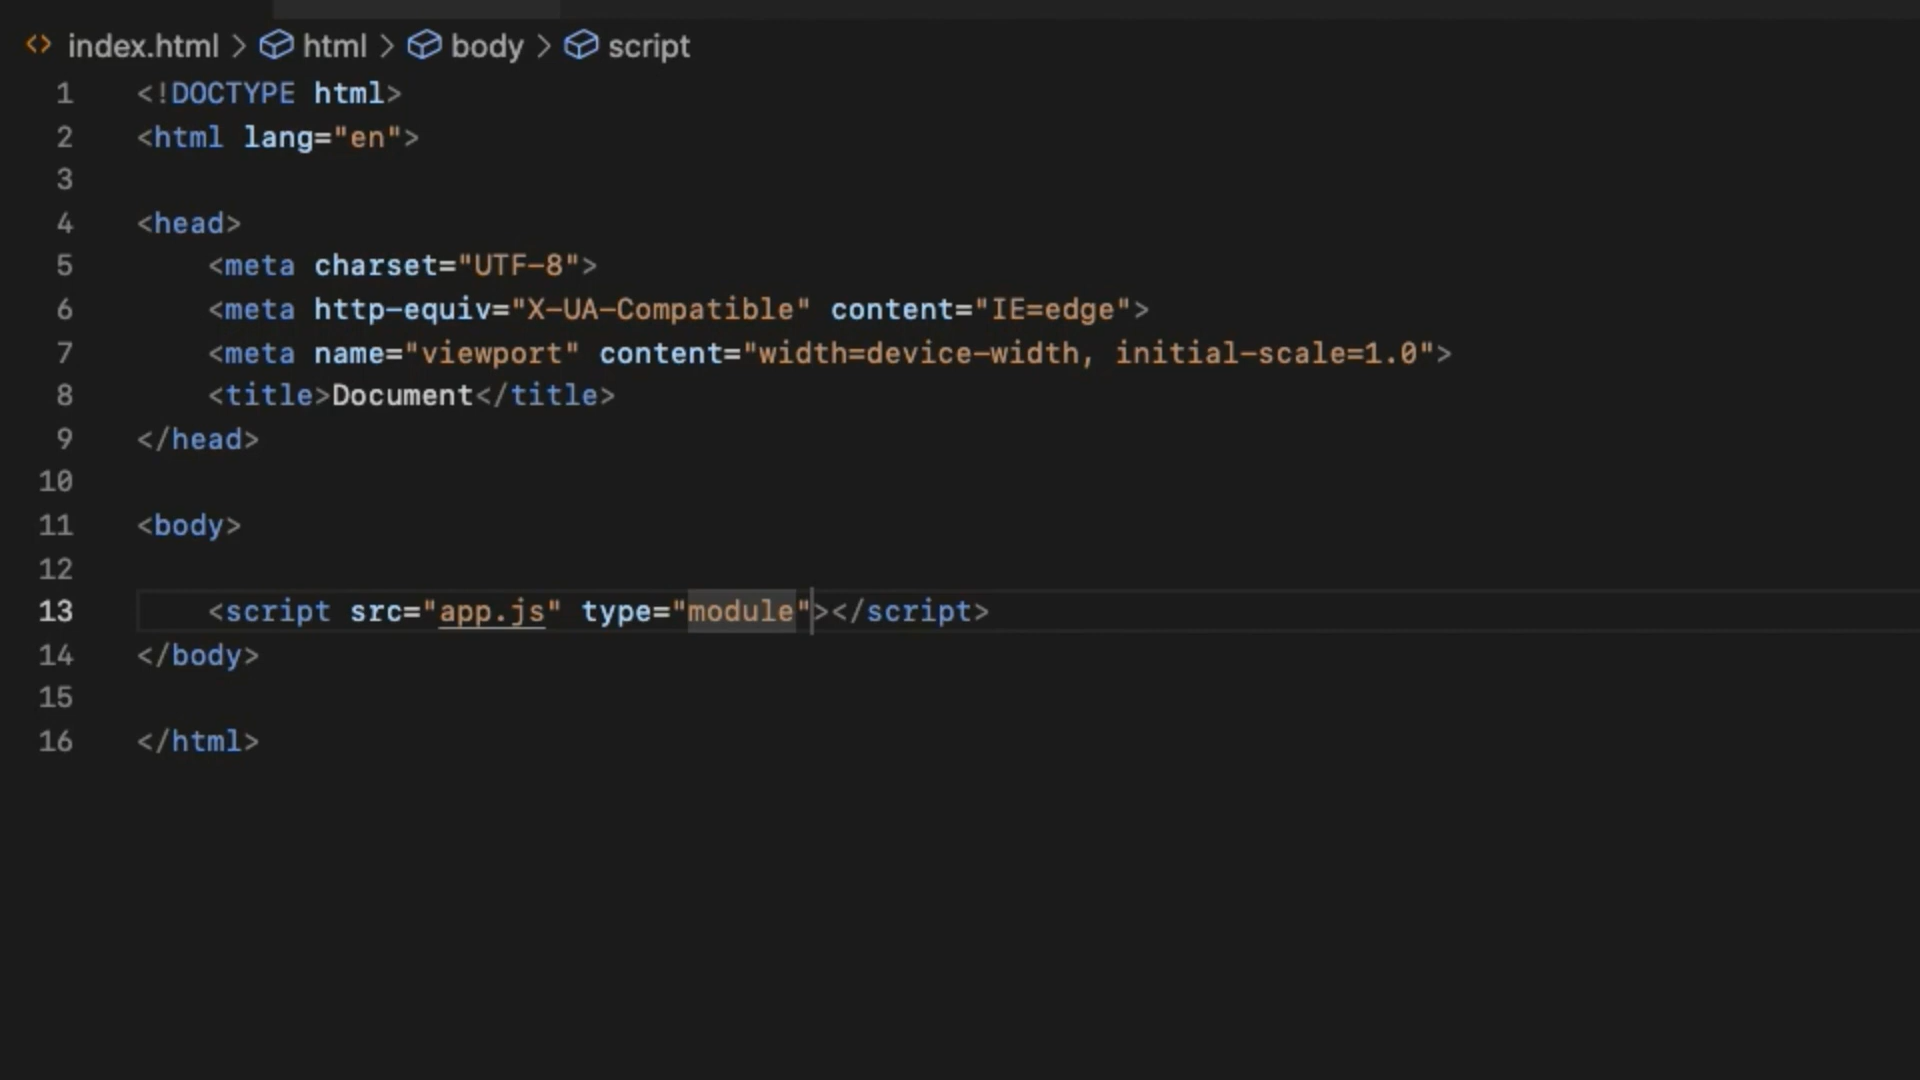 index.html > html > body > script
1 <!DOCTYPE html>
2 <html lang="en">
3
4 <head>
5     <meta charset="UTF-8">
6     <meta http-equiv="X-UA-Compatible" content="IE=edge">
7     <meta name="viewport" content="width=device-width, initial-scale=1.0">
8     <title>Document</title>
9 </head>
10
11 <body>
12
13     <script src="app.js" type="module"></script>
14 </body>
15
16 </html>